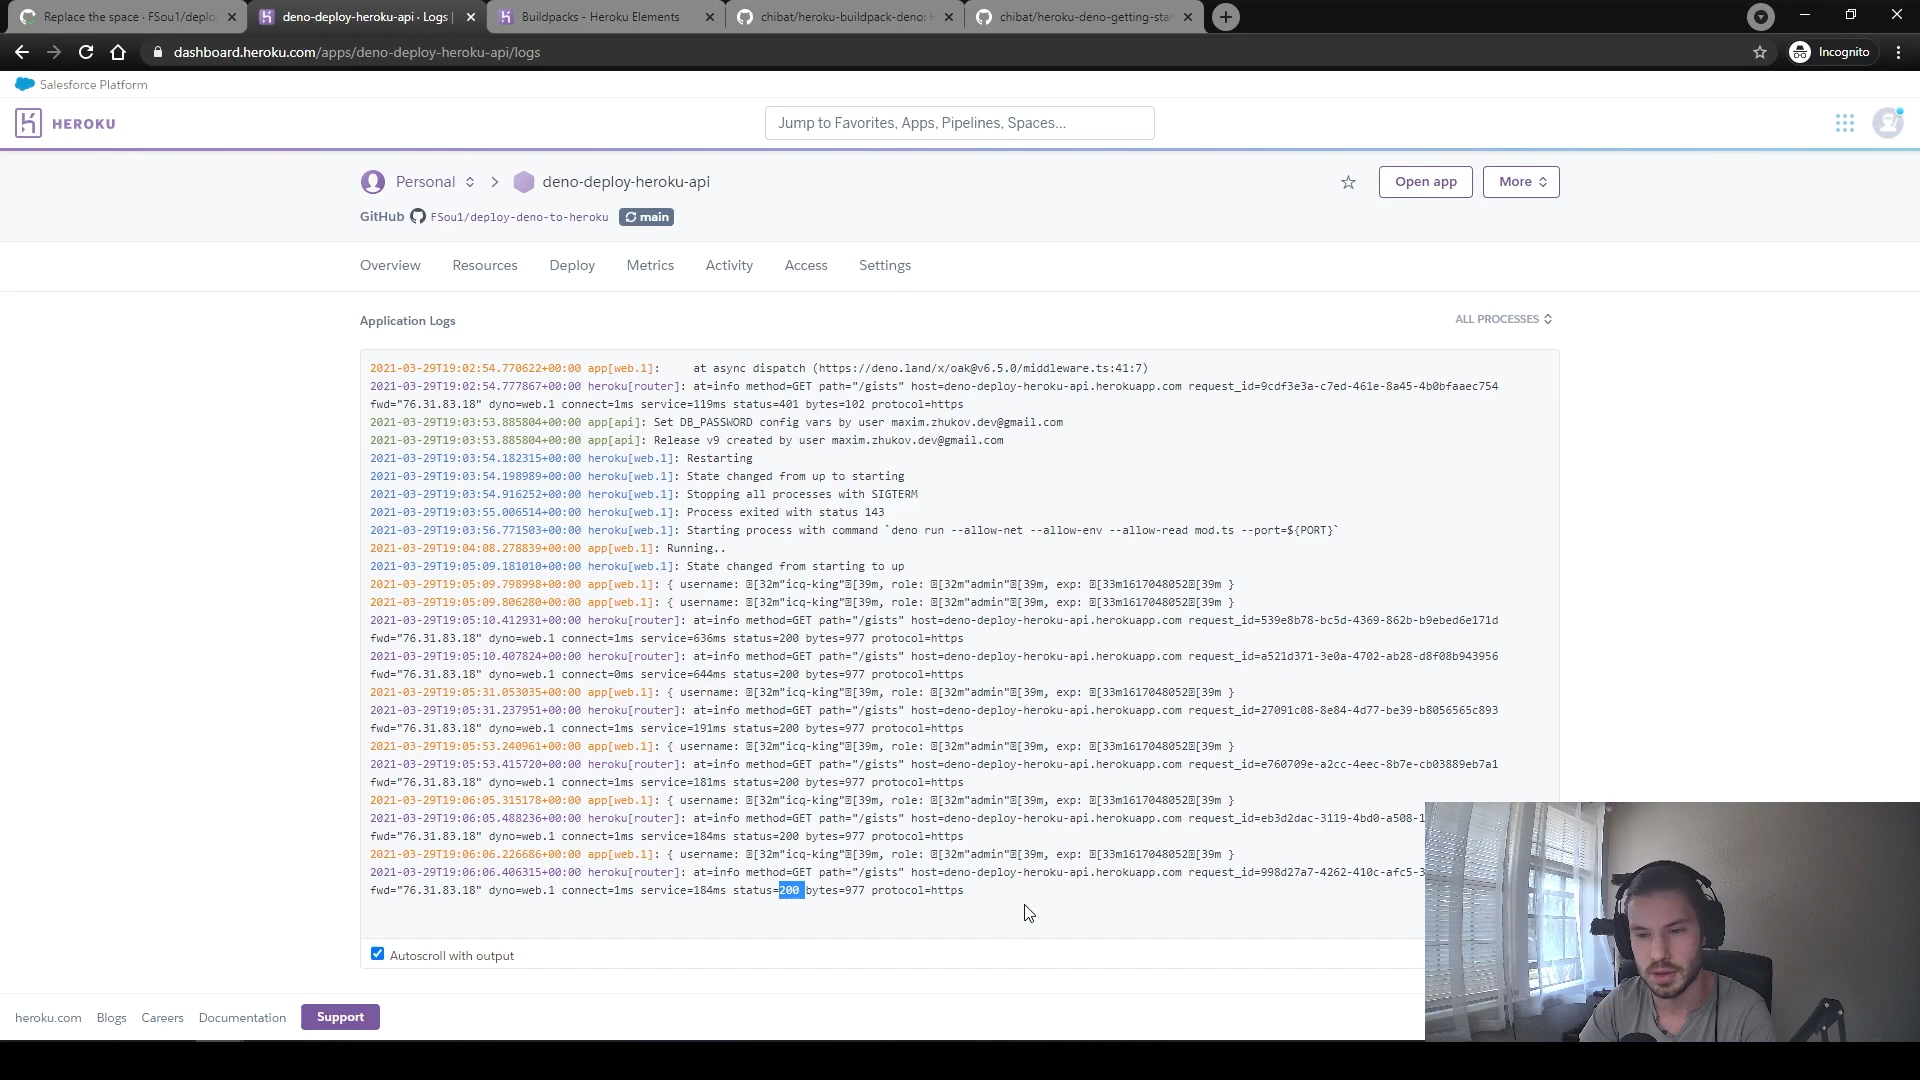 Replace the space · FSou1/deplo
deno-deploy-heroku-api · Logs |
Buildpacks - Heroku Elements
chibat/heroku-buildpack-deno: H
chibat/heroku-deno-getting-star
dashboard.heroku.com/apps/deno-deploy-heroku-api/logs
Incognito
Salesforce Platform
HEROKU
Jump to Favorites, Apps, Pipelines, Spaces...
Personal
deno-deploy-heroku-api
Open app
More
GitHub FSou1/deploy-deno-to-heroku main
Overview Resources Deploy Metrics Activity Access Settings
Application Logs
ALL PROCESSES
2021-03-29T19:02:54.770622+00:00 app[web.1]:     at async dispatch (https://deno.land/x/oak@v6.5.0/middleware.ts:41:7)
2021-03-29T19:02:54.777867+00:00 heroku[router]: at=info method=GET path="/gists" host=deno-deploy-heroku-api.herokuapp.com request_id=9cdf3e3a-c7ed-461e-8a45-4b0bfaaec754
fwd="76.31.83.18" dyno=web.1 connect=1ms service=119ms status=401 bytes=102 protocol=https
2021-03-29T19:03:53.885804+00:00 app[api]: Set DB_PASSWORD config vars by user maxim.zhukov.dev@gmail.com
2021-03-29T19:03:53.885804+00:00 app[api]: Release v9 created by user maxim.zhukov.dev@gmail.com
2021-03-29T19:03:54.182315+00:00 heroku[web.1]: Restarting
2021-03-29T19:03:54.198989+00:00 heroku[web.1]: State changed from up to starting
2021-03-29T19:03:54.916252+00:00 heroku[web.1]: Stopping all processes with SIGTERM
2021-03-29T19:03:55.006514+00:00 heroku[web.1]: Process exited with status 143
2021-03-29T19:03:56.771503+00:00 heroku[web.1]: Starting process with command `deno run --allow-net --allow-env --allow-read mod.ts --port=${PORT}`
2021-03-29T19:04:08.278839+00:00 app[web.1]: Running..
2021-03-29T19:05:09.181010+00:00 heroku[web.1]: State changed from starting to up
2021-03-29T19:05:09.798998+00:00 app[web.1]: { username: [32m"icq-king"[39m, role: [32m"admin"[39m, exp: [33m1617048052[39m }
2021-03-29T19:05:09.806280+00:00 app[web.1]: { username: [32m"icq-king"[39m, role: [32m"admin"[39m, exp: [33m1617048052[39m }
2021-03-29T19:05:10.412931+00:00 heroku[router]: at=info method=GET path="/gists" host=deno-deploy-heroku-api.herokuapp.com request_id=539e8b78-bc5d-4369-862b-b9ebed6e171d
fwd="76.31.83.18" dyno=web.1 connect=1ms service=636ms status=200 bytes=977 protocol=https
2021-03-29T19:05:10.407824+00:00 heroku[router]: at=info method=GET path="/gists" host=deno-deploy-heroku-api.herokuapp.com request_id=a521d371-3e0a-4702-ab28-d8f08b943956
fwd="76.31.83.18" dyno=web.1 connect=0ms service=644ms status=200 bytes=977 protocol=https
2021-03-29T19:05:31.053035+00:00 app[web.1]: { username: [32m"icq-king"[39m, role: [32m"admin"[39m, exp: [33m1617048052[39m }
2021-03-29T19:05:31.237951+00:00 heroku[router]: at=info method=GET path="/gists" host=deno-deploy-heroku-api.herokuapp.com request_id=27091c08-8e84-4d77-be39-b8056565c893
fwd="76.31.83.18" dyno=web.1 connect=1ms service=191ms status=200 bytes=977 protocol=https
2021-03-29T19:05:53.240961+00:00 app[web.1]: { username: [32m"icq-king"[39m, role: [32m"admin"[39m, exp: [33m1617048052[39m }
2021-03-29T19:05:53.415720+00:00 heroku[router]: at=info method=GET path="/gists" host=deno-deploy-heroku-api.herokuapp.com request_id=e760709e-a2cc-4eec-8b7e-cb03889eb7a1
fwd="76.31.83.18" dyno=web.1 connect=1ms service=181ms status=200 bytes=977 protocol=https
2021-03-29T19:06:05.315178+00:00 app[web.1]: { username: [32m"icq-king"[39m, role: [32m"admin"[39m, exp: [33m1617048052[39m }
2021-03-29T19:06:05.488236+00:00 heroku[router]: at=info method=GET path="/gists" host=deno-deploy-heroku-api.herokuapp.com request_id=eb3d2dac-3119-4bd0-a508-1
fwd="76.31.83.18" dyno=web.1 connect=1ms service=184ms status=200 bytes=977 protocol=https
2021-03-29T19:06:06.226686+00:00 app[web.1]: { username: [32m"icq-king"[39m, role: [32m"admin"[39m, exp: [33m1617048052[39m }
2021-03-29T19:06:06.406315+00:00 heroku[router]: at=info method=GET path="/gists" host=deno-deploy-heroku-api.herokuapp.com request_id=998d27a7-4262-410c-afc5-3
fwd="76.31.83.18" dyno=web.1 connect=1ms service=184ms status=200 bytes=977 protocol=https
Autoscroll with output
heroku.com Blogs Careers Documentation Support